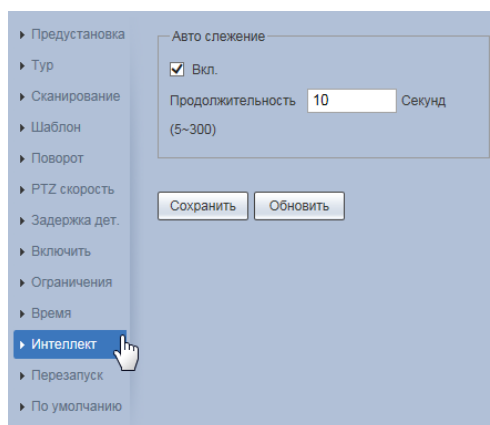 Предустановка
Тур
Сканирование
Шаблон
Поворот
PTZ скорость
Задержка дет.
Включить
Ограничения
Время
Интеллект
Перезапуск
По умолчанию
Авто слежение
Вкл.
Продолжительность 10 Секунд
(5~300)
Сохранить Обновить